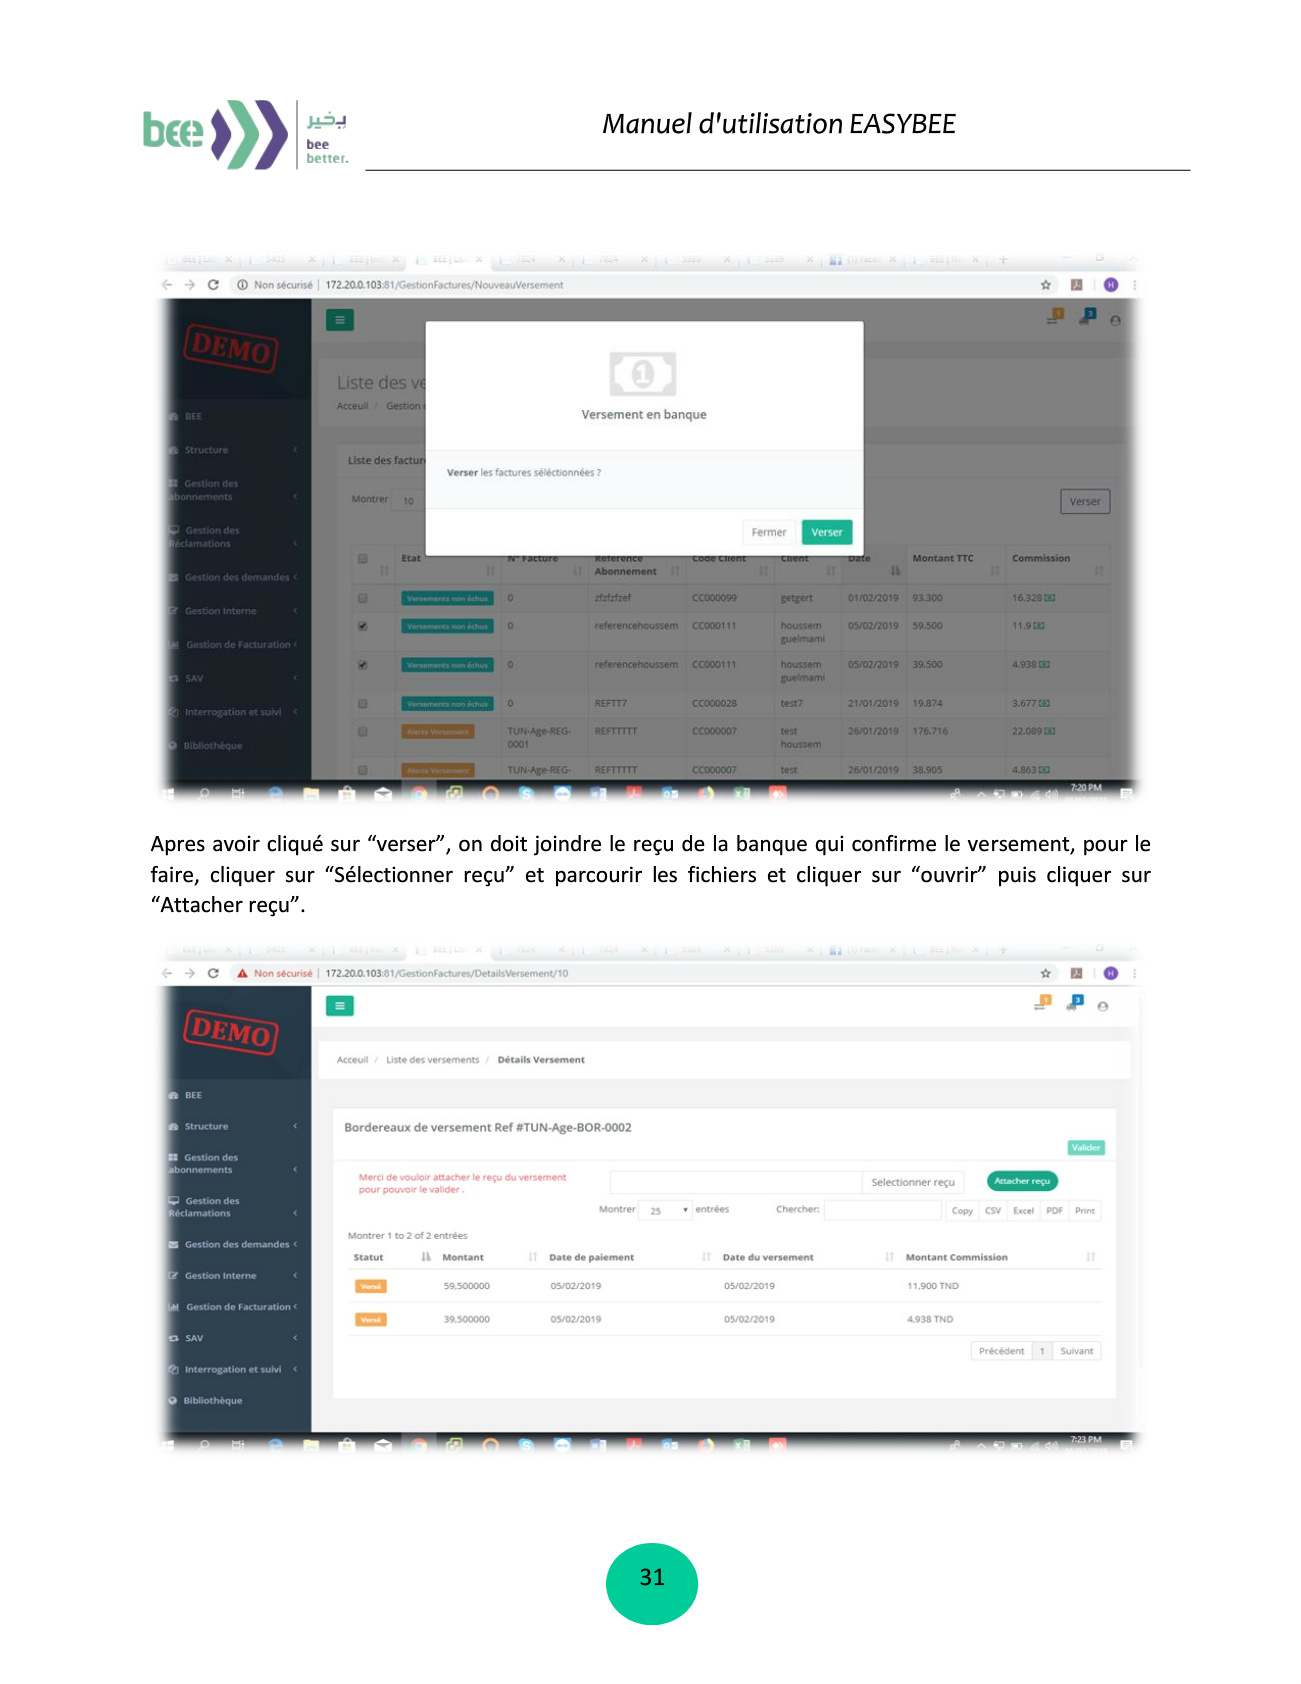 bee
بخير
bee
better.
Manuel d'utilisation EASYBEE
Non sécurisé | 172.20.0.103:81/GestionFactures/NouveauVersement
H
DEMO
1
3
Liste des ve
Acceuil / Gestion
Versement en banque
Verser les factures séléctionnées ?
Fermer Verser
BEE
Structure
Gestion des
abonnements
Gestion des
Réclamations
Gestion des demandes
Gestion Interne
Gestion de Facturation
SAV
Interrogation et suivi
Bibliothèque
Liste des factur
Montrer 10
Verser
Etat N° Facture Référence Abonnement Code Client Client Date Montant TTC Commission
Versements non échus 0 zfzfzfzef CC000099 getgert 01/02/2019 93.300 16.328
Versements non échus 0 referencehoussem CC000111 houssem guelmami 05/02/2019 59.500 11.9
Versements non échus 0 referencehoussem CC000111 houssem guelmami 05/02/2019 39.500 4.938
Versements non échus 0 REFTT7 CC000028 test7 21/01/2019 19.874 3.677
Alerte Versement TUN-Age-REG-0001 REFTTTTT CC000007 test houssem 26/01/2019 176.716 22.089
Alerte Versement TUN-Age-REG- REFTTTTT CC000007 test 26/01/2019 38.905 4.863
7:20 PM
Apres avoir cliqué sur “verser”, on doit joindre le reçu de la banque qui confirme le versement, pour le
faire, cliquer sur “Sélectionner reçu” et parcourir les fichiers et cliquer sur “ouvrir” puis cliquer sur
“Attacher reçu”.
Non sécurisé | 172.20.0.103:81/GestionFactures/DetailsVersement/10
H
DEMO
1
3
Acceuil / Liste des versements / Détails Versement
BEE
Structure
Gestion des
abonnements
Gestion des
Réclamations
Gestion des demandes
Gestion Interne
Gestion de Facturation
SAV
Interrogation et suivi
Bibliothèque
Bordereaux de versement Ref #TUN-Age-BOR-0002
Valider
Merci de vouloir attacher le reçu du versement
pour pouvoir le valider .
Selectionner reçu Attacher reçu
Montrer 25 entrées Chercher: Copy CSV Excel PDF Print
Montrer 1 to 2 of 2 entrées
Statut Montant Date de paiement Date du versement Montant Commission
Versé 59,500000 05/02/2019 05/02/2019 11,900 TND
Versé 39,500000 05/02/2019 05/02/2019 4,938 TND
Précédent 1 Suivant
7:23 PM
31